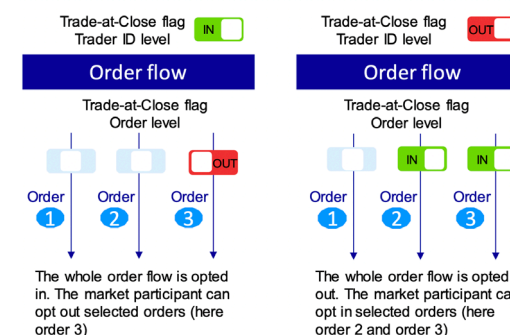 Trade-at-Close flag
Trader ID level
IN
Order flow
Trade-at-Close flag
Order level
OUT
Order
1
Order
2
Order
3
The whole order flow is opted
in. The market participant can
opt out selected orders (here
order 3)
Trade-at-Close flag
Trader ID level
OUT
Order flow
Trade-at-Close flag
Order level
IN
IN
Order
1
Order
2
Order
3
The whole order flow is opted
out. The market participant ca
opt in selected orders (here
order 2 and order 3)